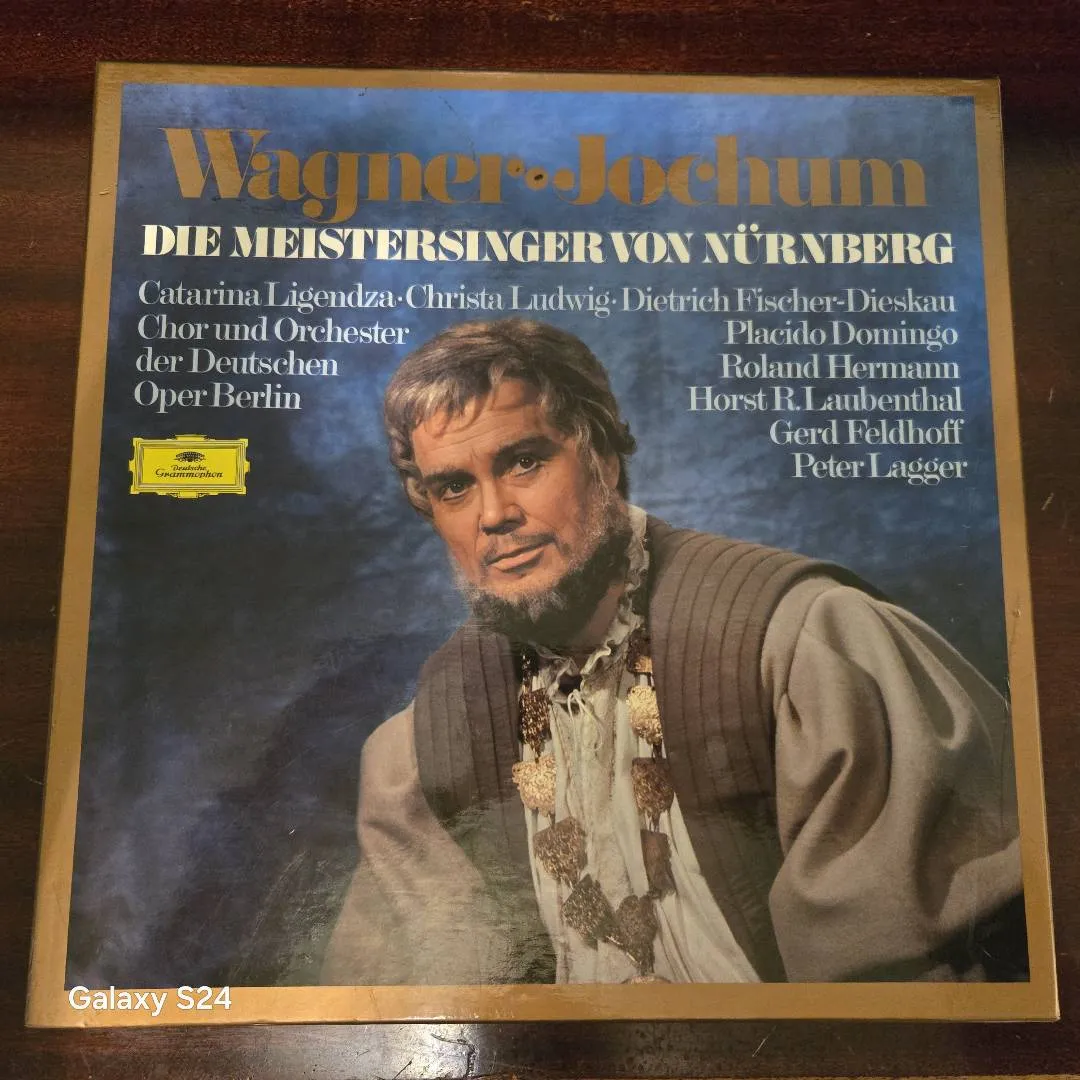 Wagner·Jochum
DIE MEISTERSINGER VON NÜRNBERG
Catarina Ligendza·Christa Ludwig·Dietrich Fischer-Dieskau
Chor und Orchester
der Deutschen
Oper Berlin
Placido Domingo
Roland Hermann
Horst R. Laubenthal
Gerd Feldhoff
Peter Lagger
Deutsche
Grammophon
Galaxy S24